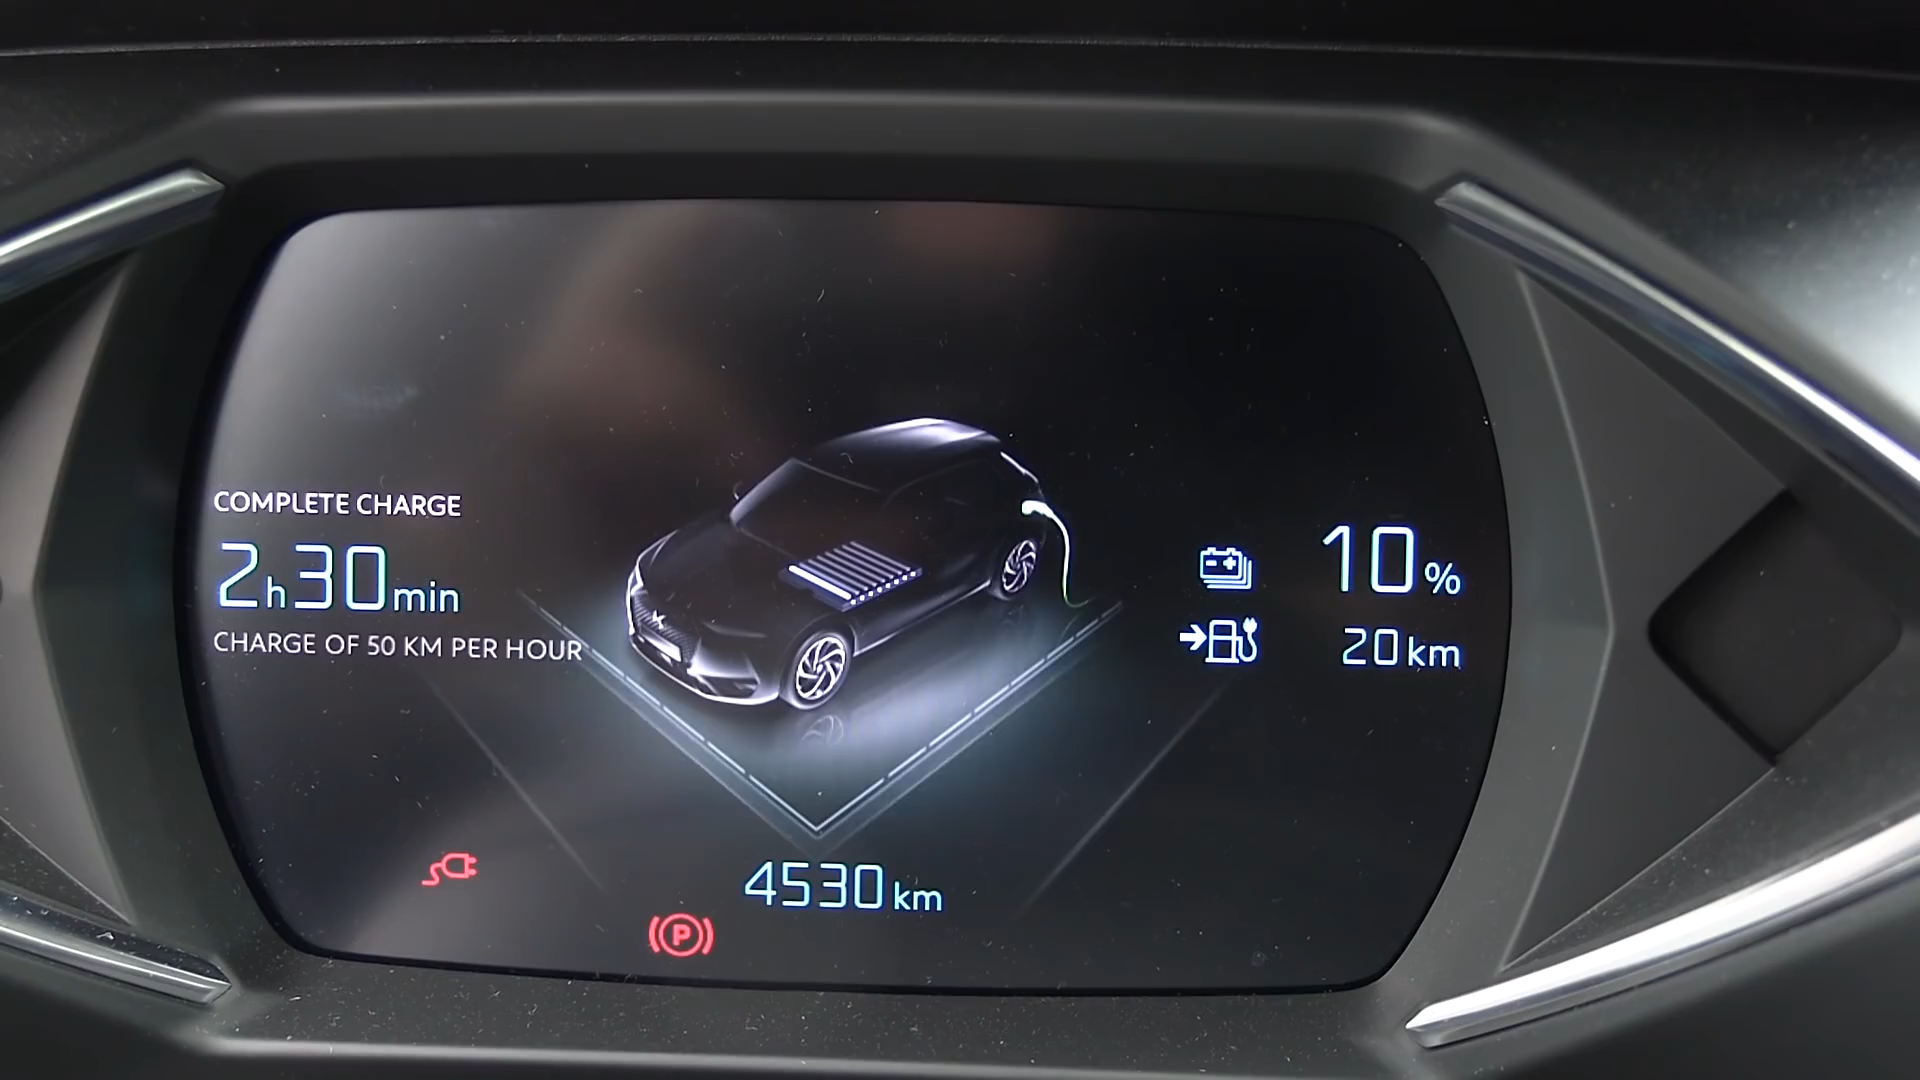 COMPLETE CHARGE
2h30min
CHARGE OF 50 KM PER HOUR
10%
20km
4530km
P